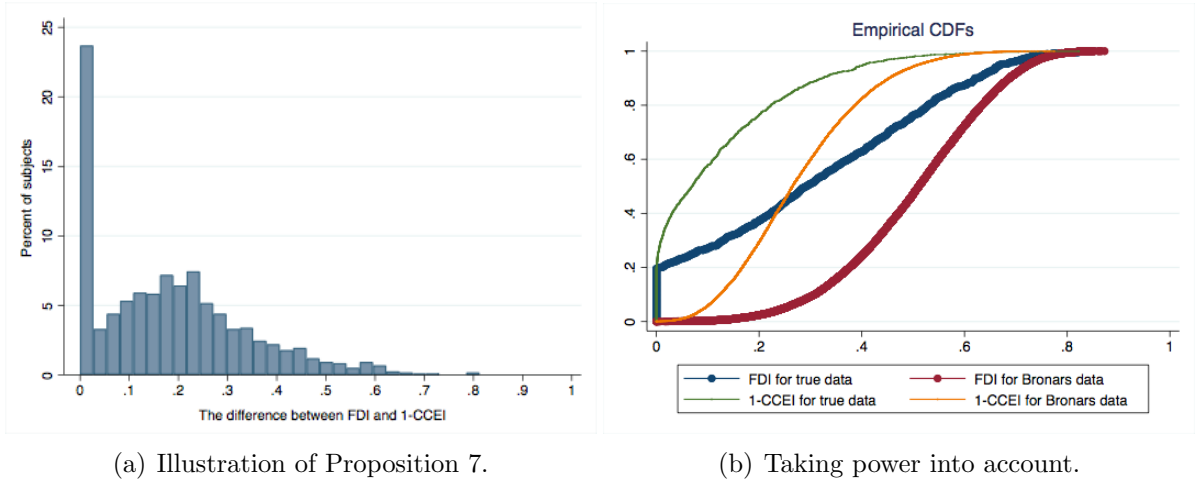 25
20
15
10
5
0
Percent of subjects
0 .1 .2 .3 .4 .5 .6 .7 .8 .9 1
The difference between FDI and 1-CCEI
(a) Illustration of Proposition 7.
Empirical CDFs
1
.8
.6
.4
.2
0
0 .2 .4 .6 .8 1
FDI for true data FDI for Bronars data
1-CCEI for true data 1-CCEI for Bronars data
(b) Taking power into account.